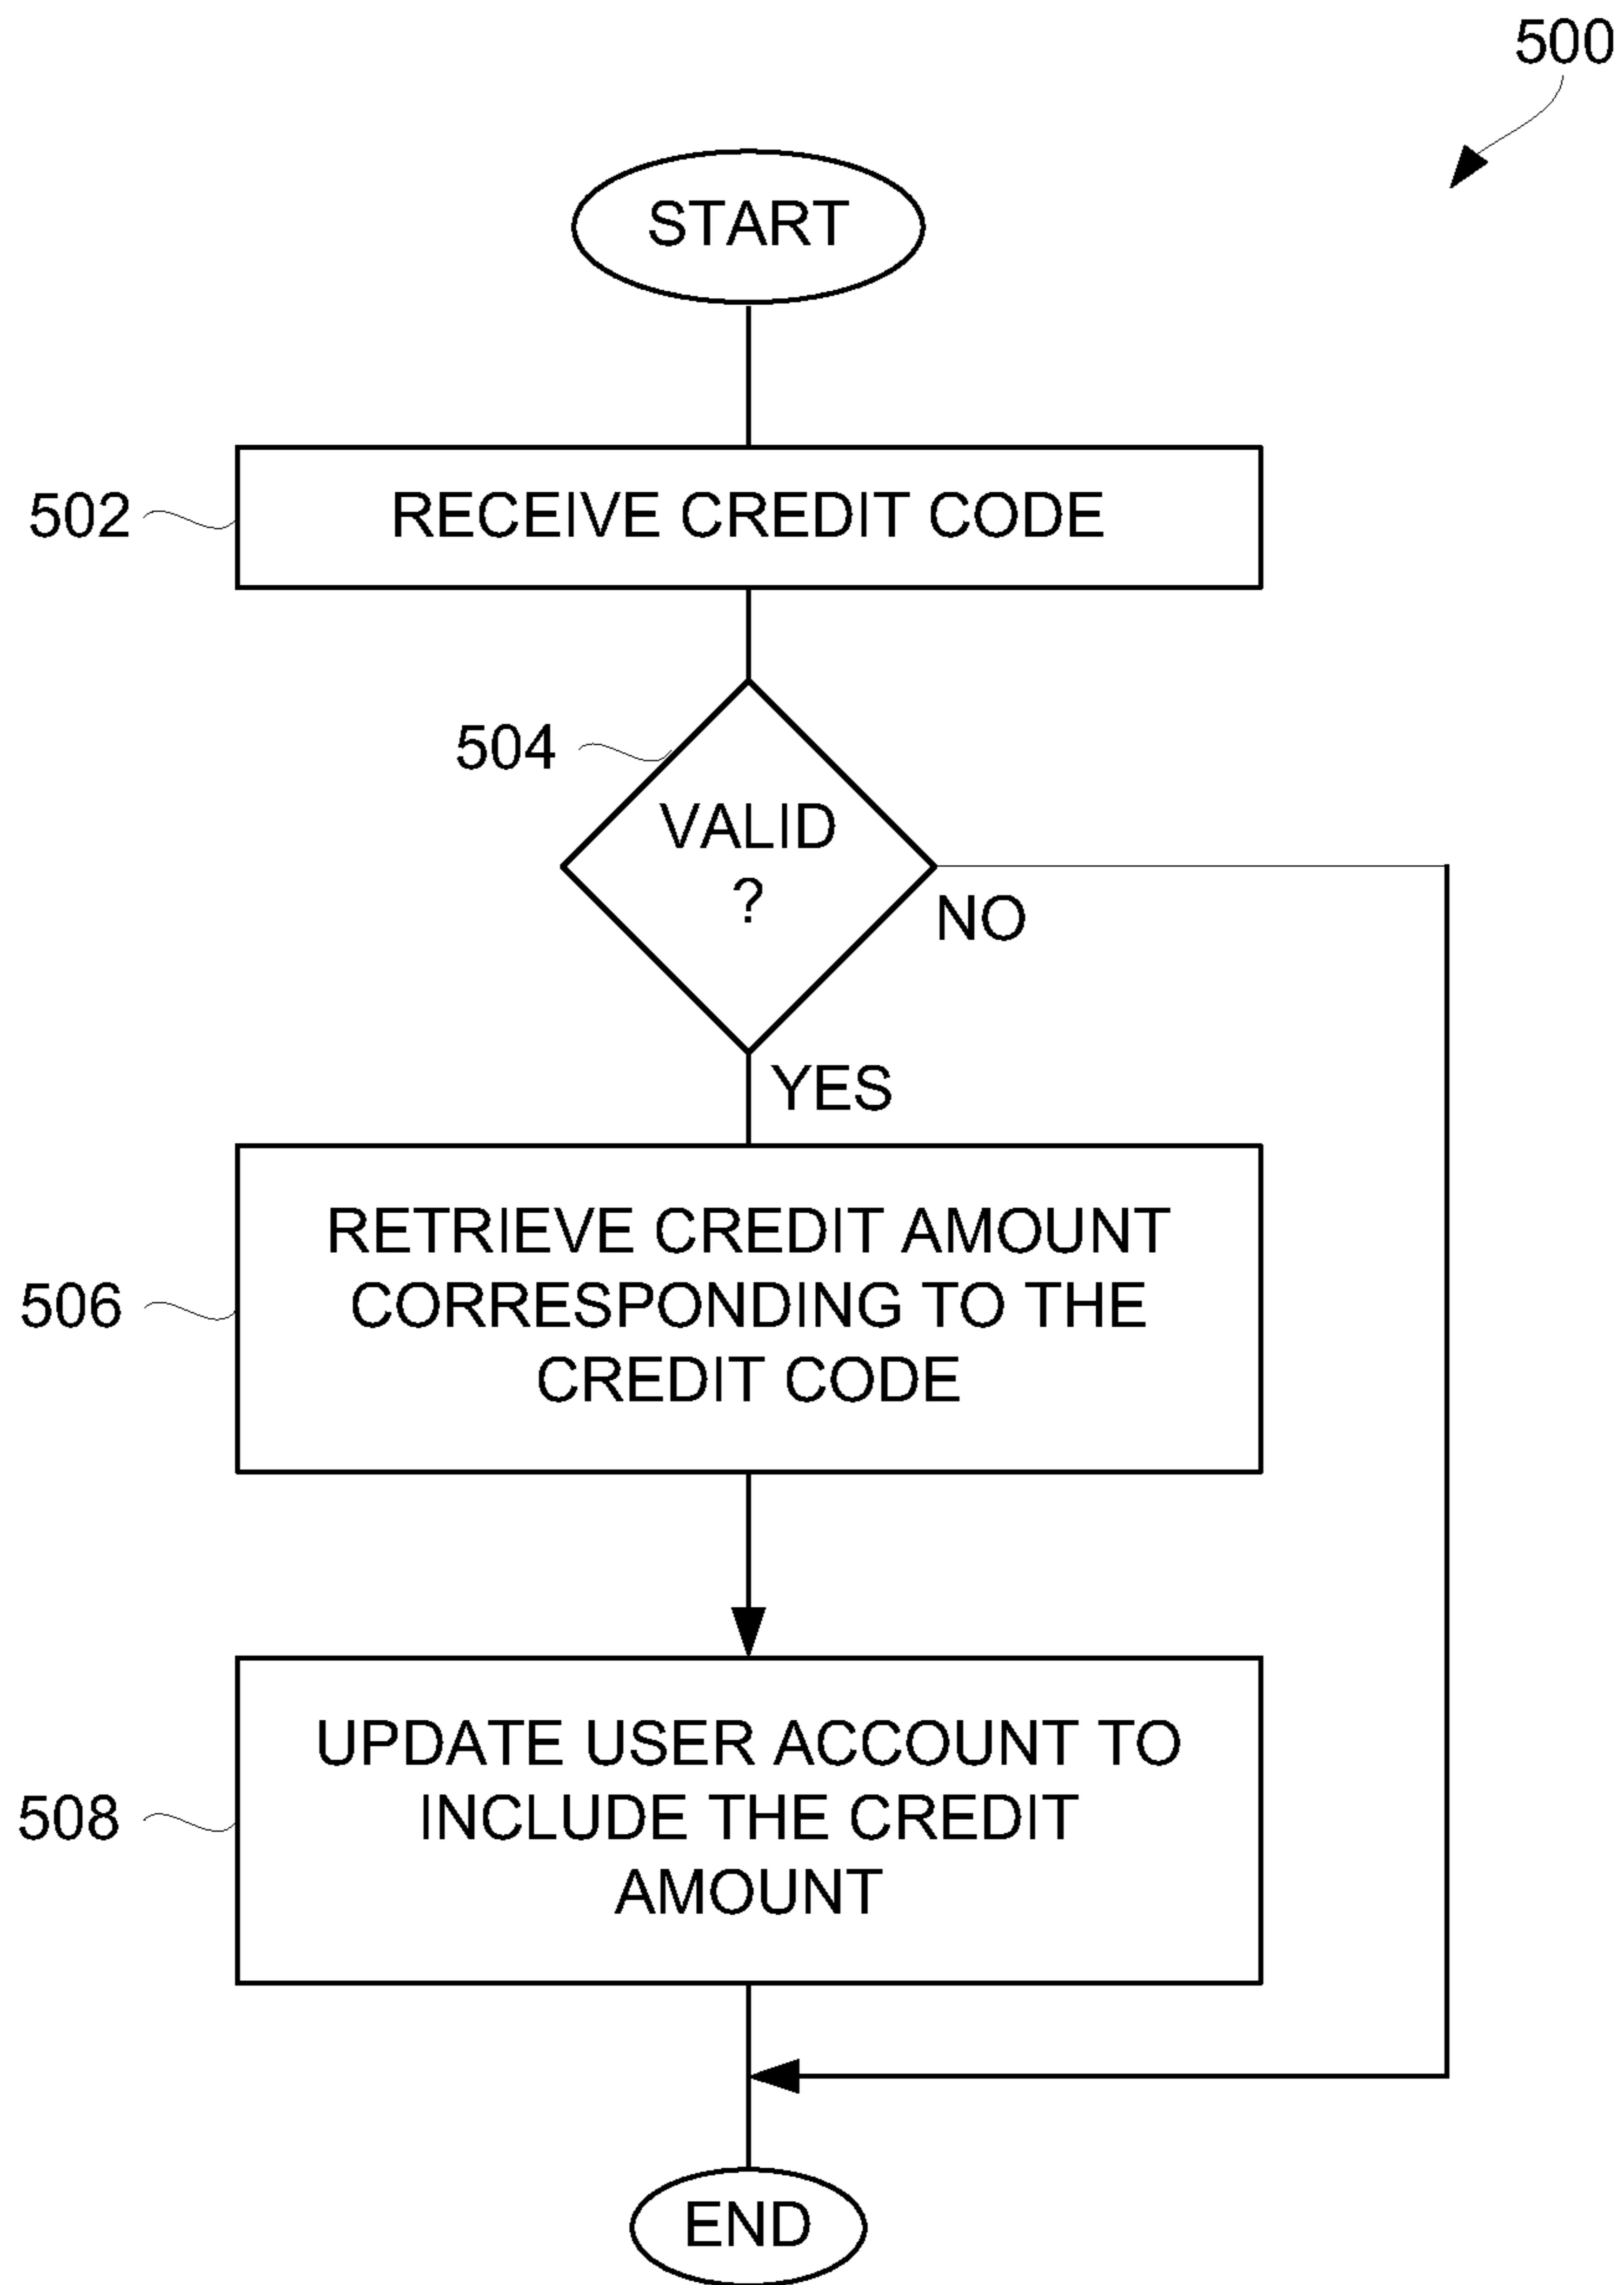 500
START
502
RECEIVE CREDIT CODE
504
VALID
?
NO
YES
506
RETRIEVE CREDIT AMOUNT
CORRESPONDING TO THE
CREDIT CODE
508
UPDATE USER ACCOUNT TO
INCLUDE THE CREDIT
AMOUNT
END